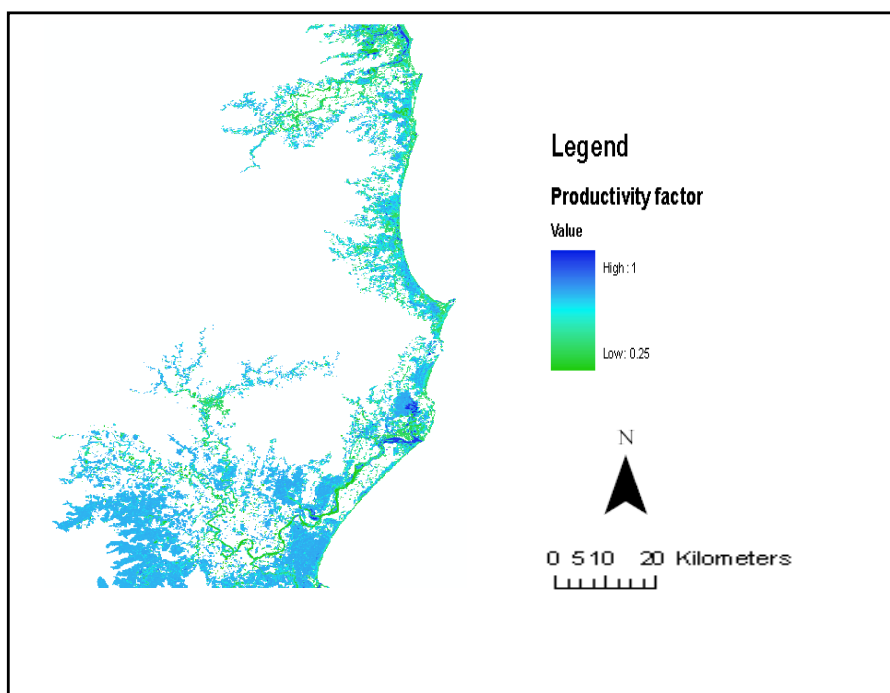 Legend
Productivity factor
Value
High : 1
Low : 0.25
N
0 5 10 20 Kilometers